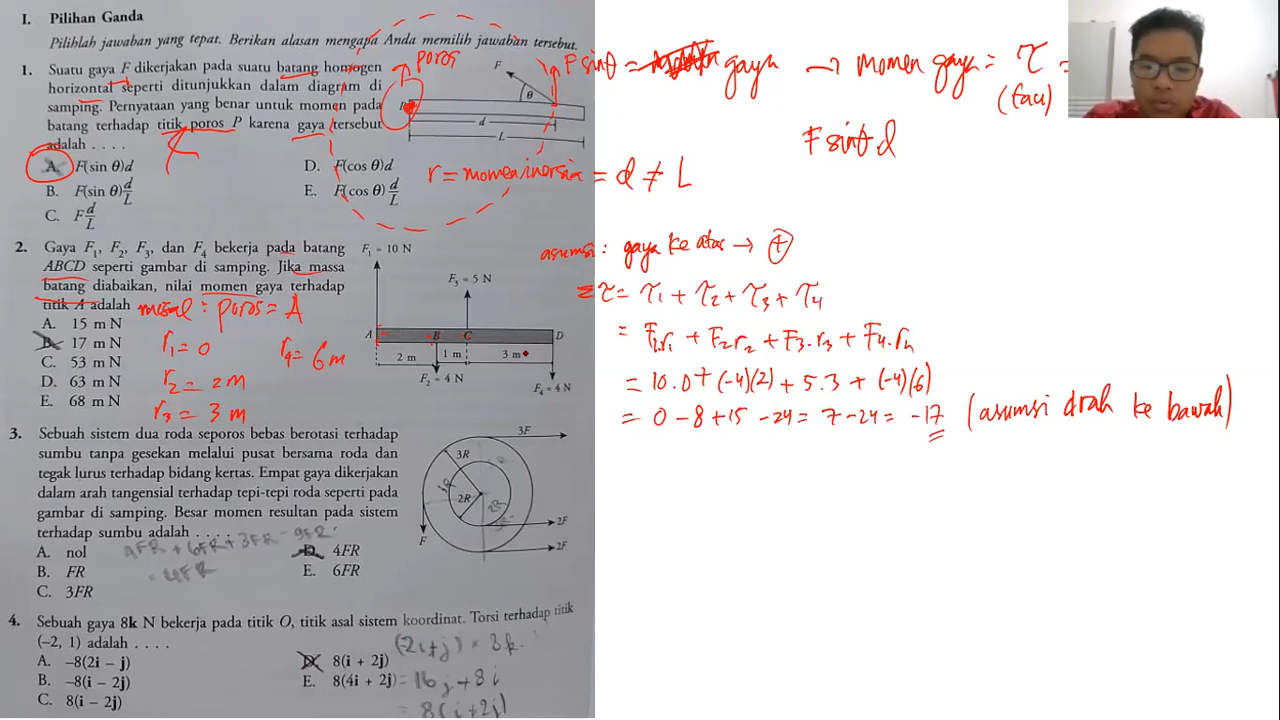 I. Pilihan Ganda
Pilihlah jawaban yang tepat. Berikan alasan mengapa Anda memilih jawaban tersebut.
1. Suatu gaya F dikerjakan pada suatu batang homogen
horizontal seperti ditunjukkan dalam diagram di
samping. Pernyataan yang benar untuk momen pada
batang terhadap titik poros P karena gaya tersebut
adalah . . . .
A. F(sin θ)d
B. F(sin θ)d/L
C. F d/L
D. F(cos θ)d
E. F(cos θ)d/L
poros
F
θ
d
L
r = momen inersia = d ≠ L
F sinθ = gaya → momen gaya = τ =
(tau)
F sinθ d
2. Gaya F₁, F₂, F₃, dan F₄ bekerja pada batang
ABCD seperti gambar di samping. Jika massa
batang diabaikan, nilai momen gaya terhadap
titik A adalah
A. 15 m N
B. 17 m N
C. 53 m N
D. 63 m N
E. 68 m N
misal : poros = A
r₁ = 0
r₂ = 2 m
r₃ = 3 m
r₄ = 6 m
F₁ = 10 N
F₃ = 5 N
A
B
C
D
2 m
1 m
3 m
F₂ = 4 N
F₄ = 4 N
asumsi : gaya ke atas → +
Στ = τ₁ + τ₂ + τ₃ + τ₄
= F₁.r₁ + F₂r₂ + F₃.r₃ + F₄.r₄
= 10.0 + (-4)(2) + 5.3 + (-4)(6)
= 0 - 8 + 15 - 24 = 7 - 24 = -17 (asumsi arah ke bawah)
3. Sebuah sistem dua roda seporos bebas berotasi terhadap
sumbu tanpa gesekan melalui pusat bersama roda dan
tegak lurus terhadap bidang kertas. Empat gaya dikerjakan
dalam arah tangensial terhadap tepi-tepi roda seperti pada
gambar di samping. Besar momen resultan pada sistem
terhadap sumbu adalah . . . .
A. nol
B. FR
C. 3FR
D. 4FR
E. 6FR
= 4FR
3F
3R
2R
2R
F
2F
2F
4. Sebuah gaya 8k N bekerja pada titik O, titik asal sistem koordinat. Torsi terhadap titik
(–2, 1) adalah . . . .
A. –8(2i – j)
B. –8(i – 2j)
C. 8(i – 2j)
D. 8(i + 2j)
E. 8(4i + 2j)
= 16j + 8i
= 8(i + 2j)